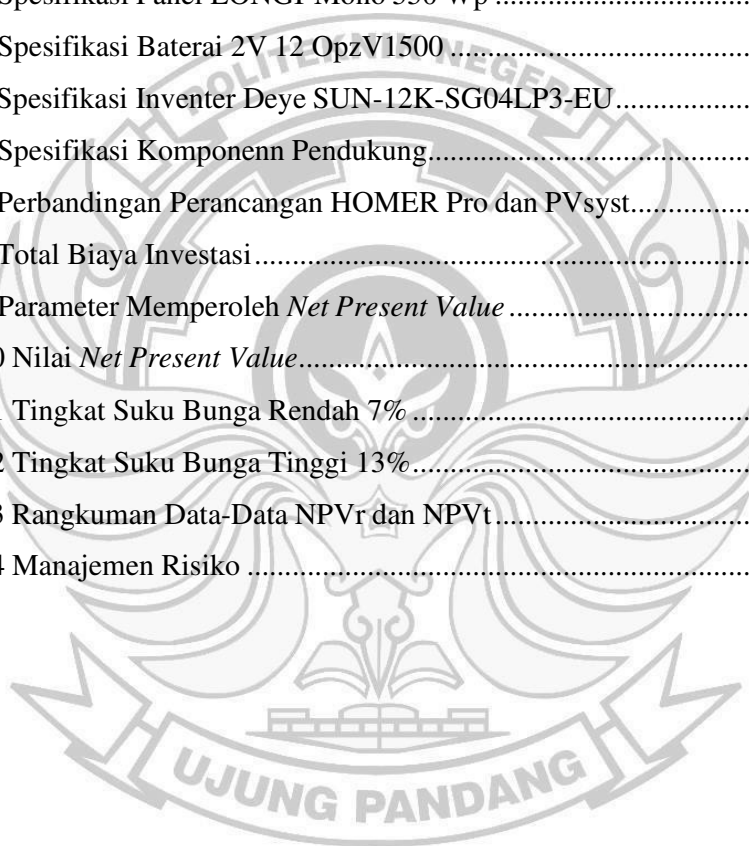 Spesifikasi Panel LONGI Mono 550 Wp
Spesifikasi Baterai 2V 12 OpzV1500
Spesifikasi Inventer Deye SUN-12K-SG04LP3-EU
Spesifikasi Komponenn Pendukung
Perbandingan Perancangan HOMER Pro dan PVsyst
Total Biaya Investasi
Parameter Memperoleh Net Present Value
Nilai Net Present Value
Tingkat Suku Bunga Rendah 7%
2 Tingkat Suku Bunga Tinggi 13%
3 Rangkuman Data-Data NPVr dan NPVt
4 Manajemen Risiko
POLITEKNIK NEGERI
UJUNG PANDANG